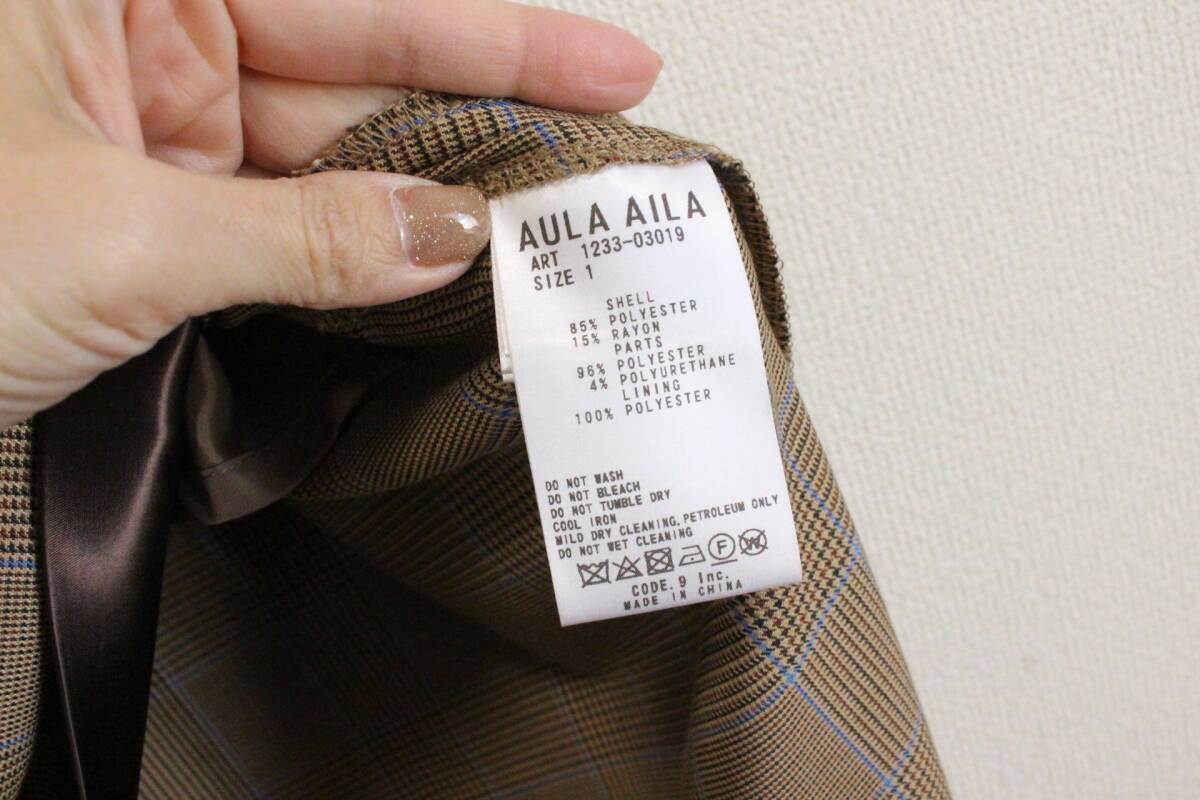 AULA AILA
ART 1233-03019
SIZE 1
SHELL
85% POLYESTER
15% RAYON
PARTS
96% POLYESTER
4% POLYURETHANE
LINING
100% POLYESTER
DO NOT WASH
DO NOT BLEACH
DO NOT TUMBLE DRY
COOL IRON
MILD DRY CLEANING.PETROLEUM ONLY
DO NOT WET CLEANING
F W
CODE.9 Inc.
MADE IN CHINA